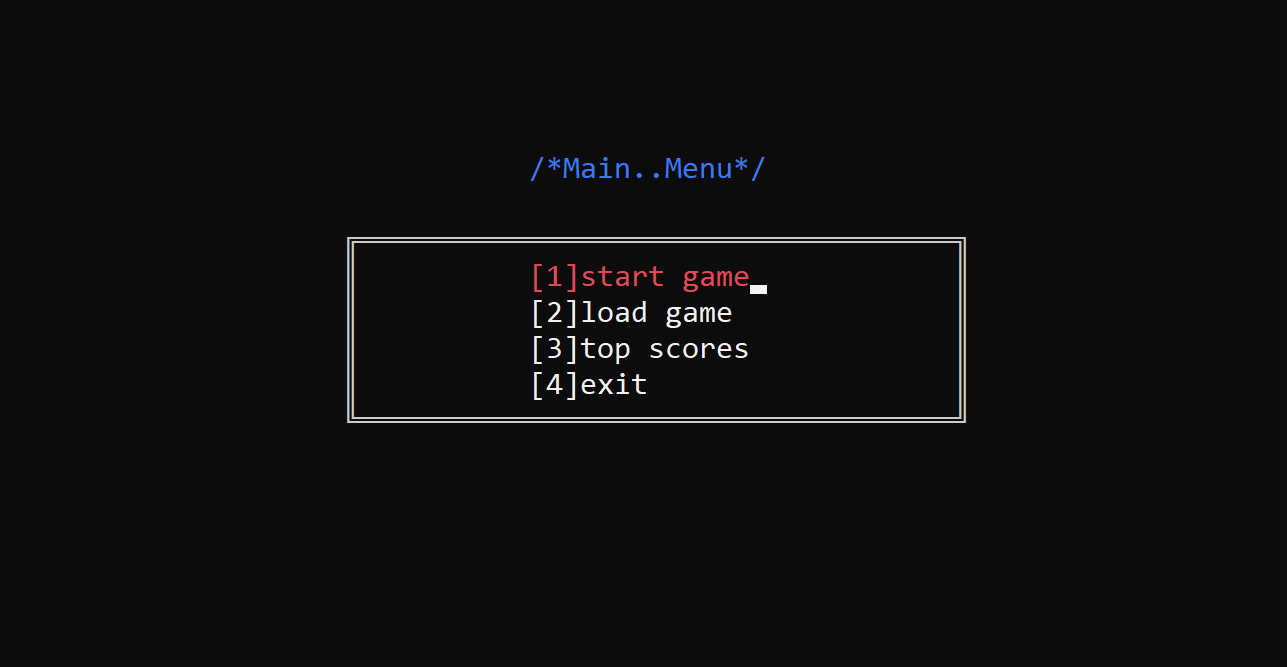 /*Main..Menu*/
[1]start game
[2]load game
[3]top scores
[4]exit